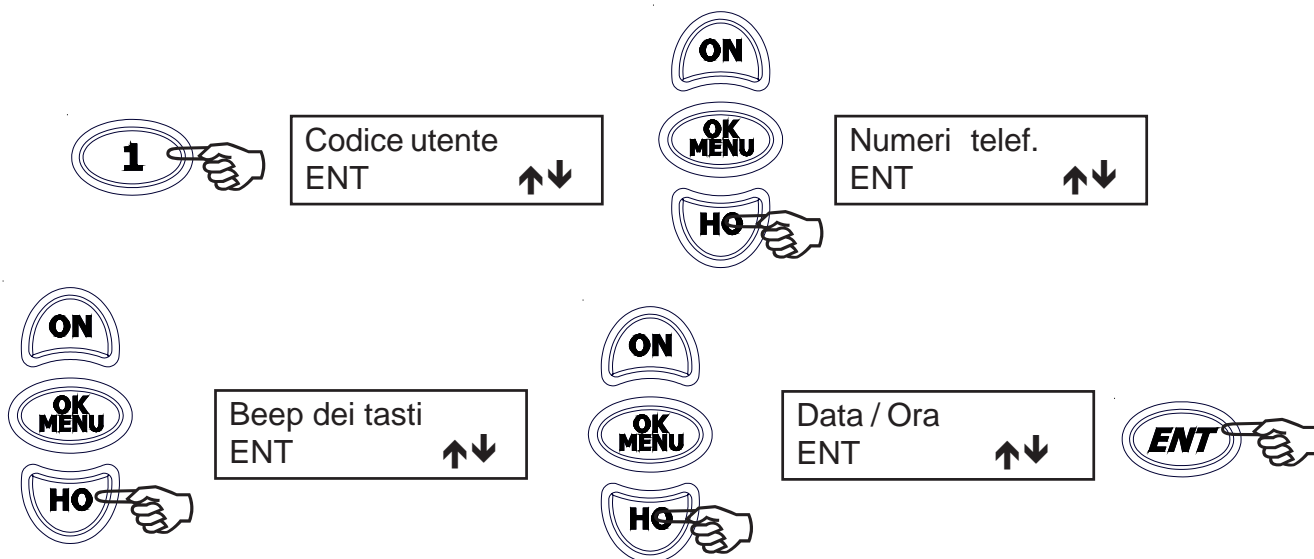 1
Codice utente
ENT ↑↓
ON
OK
MENU
HO
Numeri telef.
ENT ↑↓
ON
OK
MENU
HO
Beep dei tasti
ENT ↑↓
ON
OK
MENU
HO
Data / Ora
ENT ↑↓
ENT